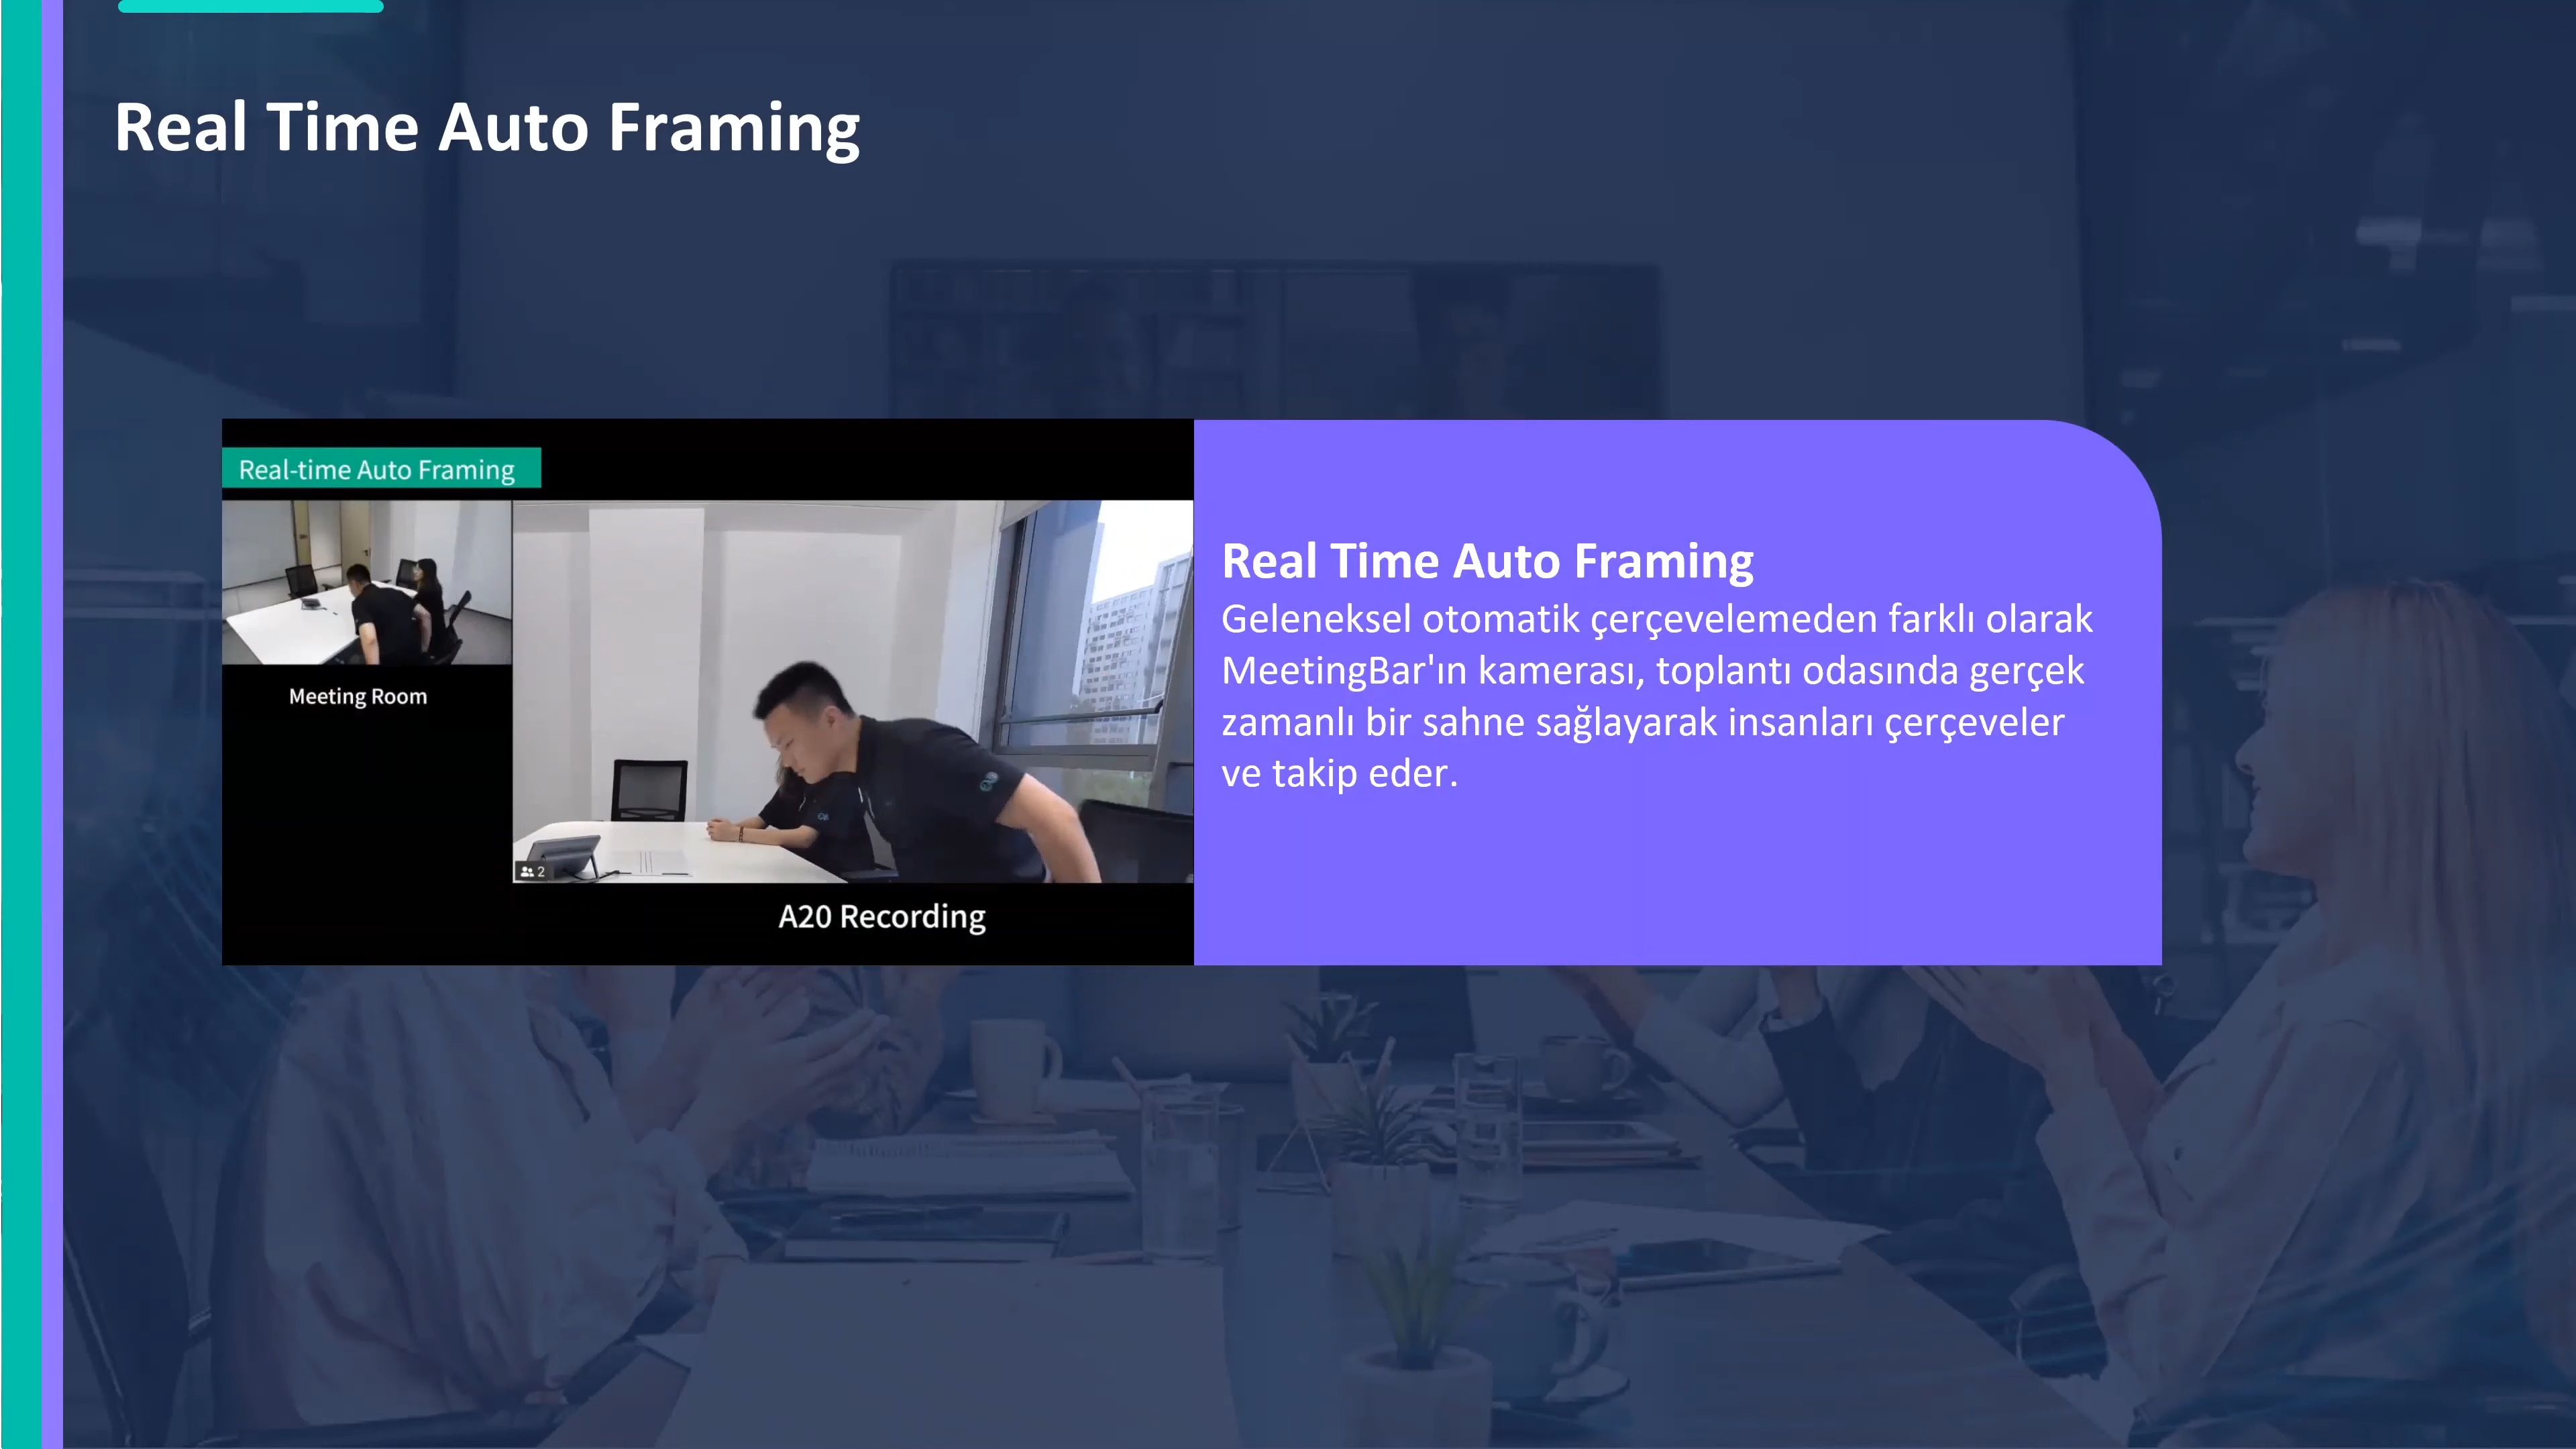 Real Time Auto Framing
Real-time Auto Framing
Meeting Room
2
A20 Recording
Real Time Auto Framing
Geleneksel otomatik çerçevelemeden farklı olarak
MeetingBar'ın kamerası, toplantı odasında gerçek
zamanlı bir sahne sağlayarak insanları çerçeveler
ve takip eder.